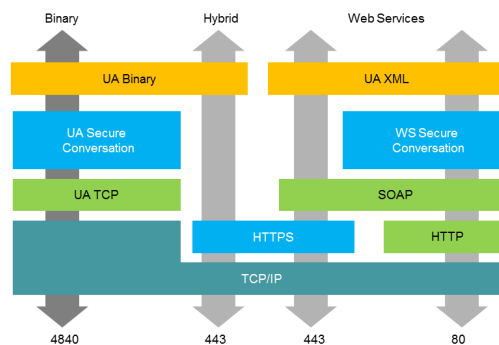 Binary Hybrid Web Services
UA Binary UA XML
UA Secure
Conversation
WS Secure
Conversation
UA TCP SOAP
HTTPS HTTP
TCP/IP
4840 443 443 80